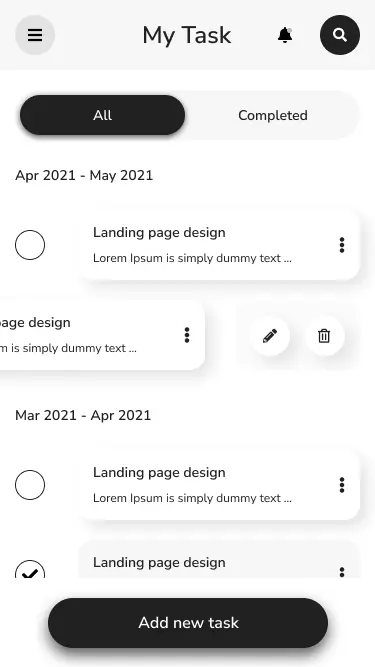 My Task
All
Completed
Apr 2021 - May 2021
Landing page design
Lorem Ipsum is simply dummy text ...
page design
is simply dummy text ...
Mar 2021 - Apr 2021
Landing page design
Lorem Ipsum is simply dummy text ...
Landing page design
Add new task